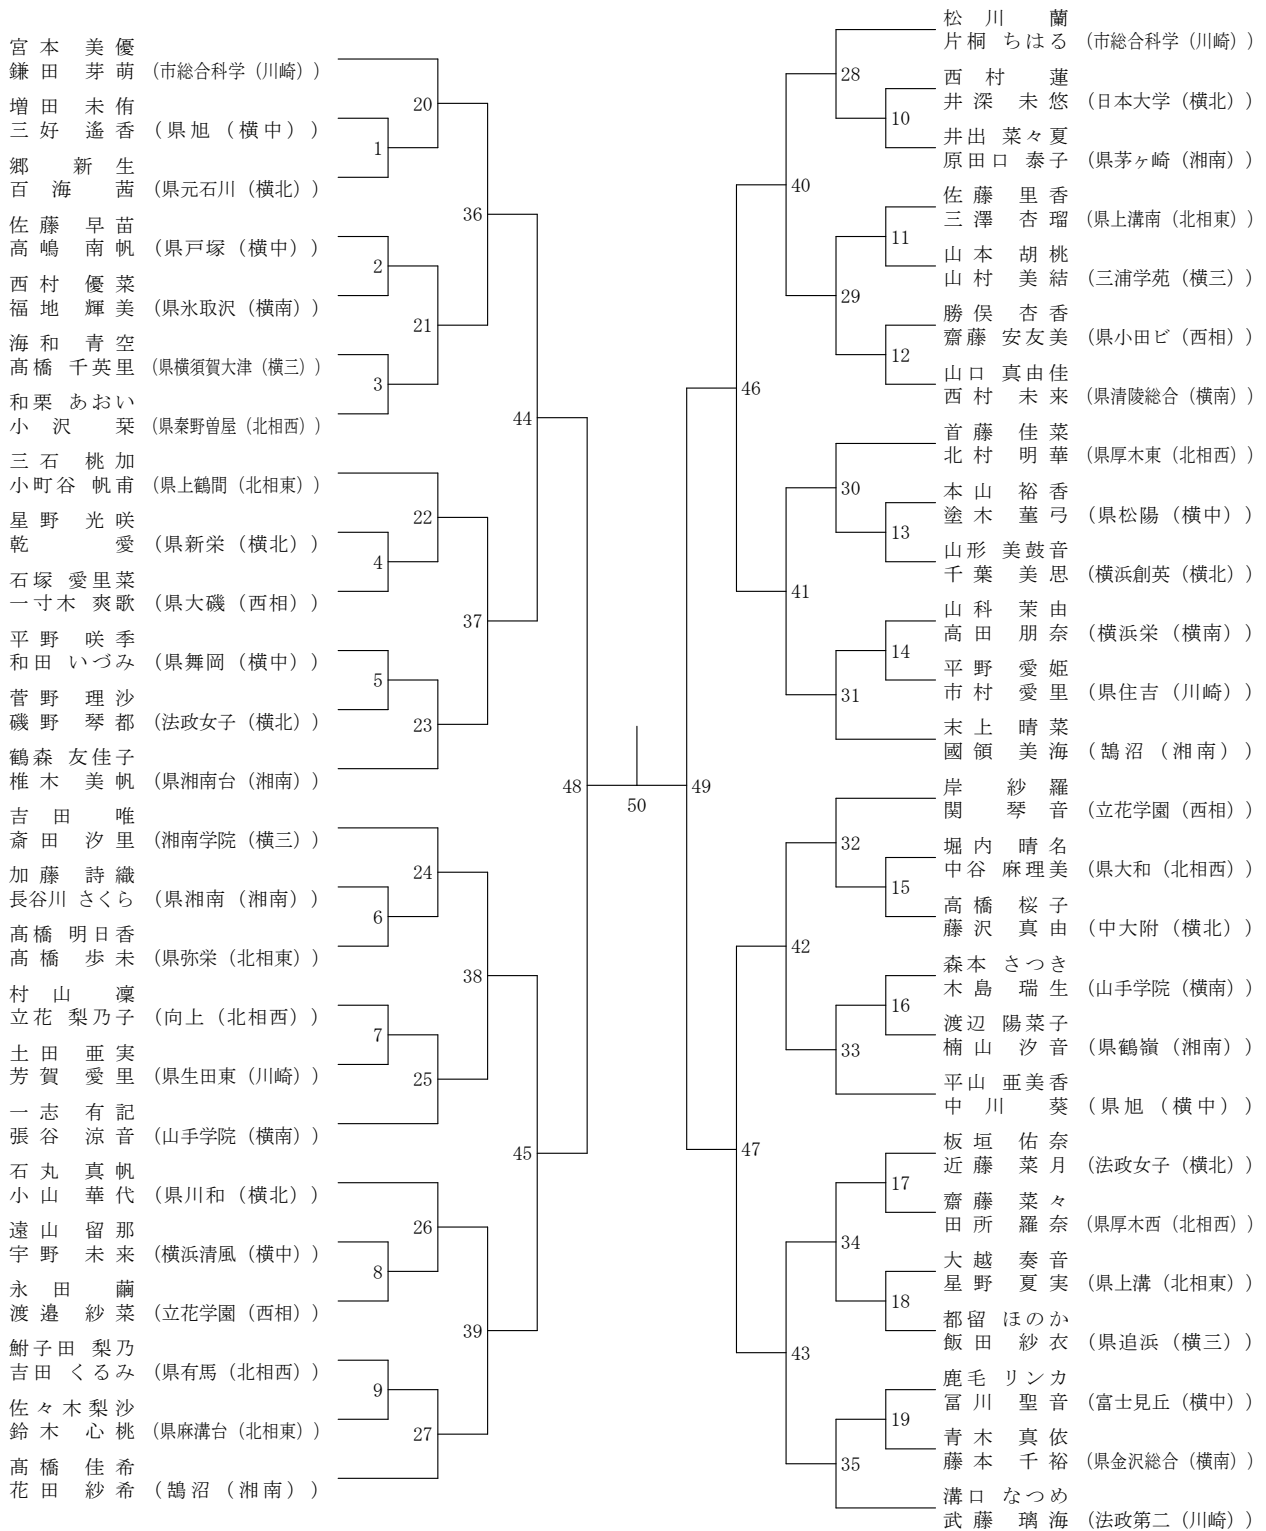 宮本 美優
鎌田 芽萌 (市総合科学 (川崎))
20
増田 未侑
三好 遙香 (県旭 (横中))
1
郷 新生
百海 茜 (県元石川 (横北))
36
佐藤 早苗
高嶋 南帆 (県戸塚 (横中))
2
西村 優菜
福地 輝美 (県氷取沢 (横南))
21
海和 青空
髙橋 千英里 (県横須賀大津 (横三))
3
和栗 あおい
小沢 栞 (県秦野曽屋 (北相西))
44
三石 桃加
小町谷 帆甫 (県上鶴間 (北相東))
22
星野 光咲
乾 愛 (県新栄 (横北))
4
石塚 愛里菜
一寸木 爽歌 (県大磯 (西相))
37
平野 咲季
和田 いづみ (県舞岡 (横中))
5
菅野 理沙
磯野 琴都 (法政女子 (横北))
23
鶴森 友佳子
椎木 美帆 (県湘南台 (湘南))
48
吉田 唯
斎田 汐里 (湘南学院 (横三))
24
加藤 詩織
長谷川 さくら (県湘南 (湘南))
6
髙橋 明日香
髙橋 歩未 (県弥栄 (北相東))
38
村山 凜
立花 梨乃子 (向上 (北相西))
7
土田 亜実
芳賀 愛里 (県生田東 (川崎))
25
一志 有記
張谷 涼音 (山手学院 (横南))
45
石丸 真帆
小山 華代 (県川和 (横北))
26
遠山 留那
宇野 未来 (横浜清風 (横中))
8
永田 繭
渡邉 紗菜 (立花学園 (西相))
39
鮒子田 梨乃
吉田 くるみ (県有馬 (北相西))
9
佐々木梨沙
鈴木 心桃 (県麻溝台 (北相東))
27
髙橋 佳希
花田 紗希 (鵠沼 (湘南))
50
松川 蘭
片桐 ちはる (市総合科学 (川崎))
28
西村 蓮
井深 未悠 (日本大学 (横北))
10
井出 菜々夏
原田口 泰子 (県茅ヶ崎 (湘南))
40
佐藤 里香
三澤 杏瑠 (県上溝南 (北相東))
11
山本 胡桃
山村 美結 (三浦学苑 (横三))
29
勝俣 杏香
齋藤 安友美 (県小田ビ (西相))
12
山口 真由佳
西村 未来 (県清陵総合 (横南))
46
首藤 佳菜
北村 明華 (県厚木東 (北相西))
30
本山 裕香
塗木 菫弓 (県松陽 (横中))
13
山形 美鼓音
千葉 美思 (横浜創英 (横北))
41
山科 茉由
高田 朋奈 (横浜栄 (横南))
14
平野 愛姫
市村 愛里 (県住吉 (川崎))
31
末上 晴菜
國領 美海 (鵠沼 (湘南))
49
岸 紗羅
関 琴音 (立花学園 (西相))
32
堀内 晴名
中谷 麻理美 (県大和 (北相西))
15
高橋 桜子
藤沢 真由 (中大附 (横北))
42
森本 さつき
木島 瑞生 (山手学院 (横南))
16
渡辺 陽菜子
楠山 汐音 (県鶴嶺 (湘南))
33
平山 亜美香
中川 葵 (県旭 (横中))
47
板垣 佑奈
近藤 菜月 (法政女子 (横北))
17
齋藤 菜々
田所 羅奈 (県厚木西 (北相西))
34
大越 奏音
星野 夏実 (県上溝 (北相東))
18
都留 ほのか
飯田 紗衣 (県追浜 (横三))
43
鹿毛 リンカ
冨川 聖音 (富士見丘 (横中))
19
青木 真依
藤本 千裕 (県金沢総合 (横南))
35
溝口 なつめ
武藤 璃海 (法政第二 (川崎))